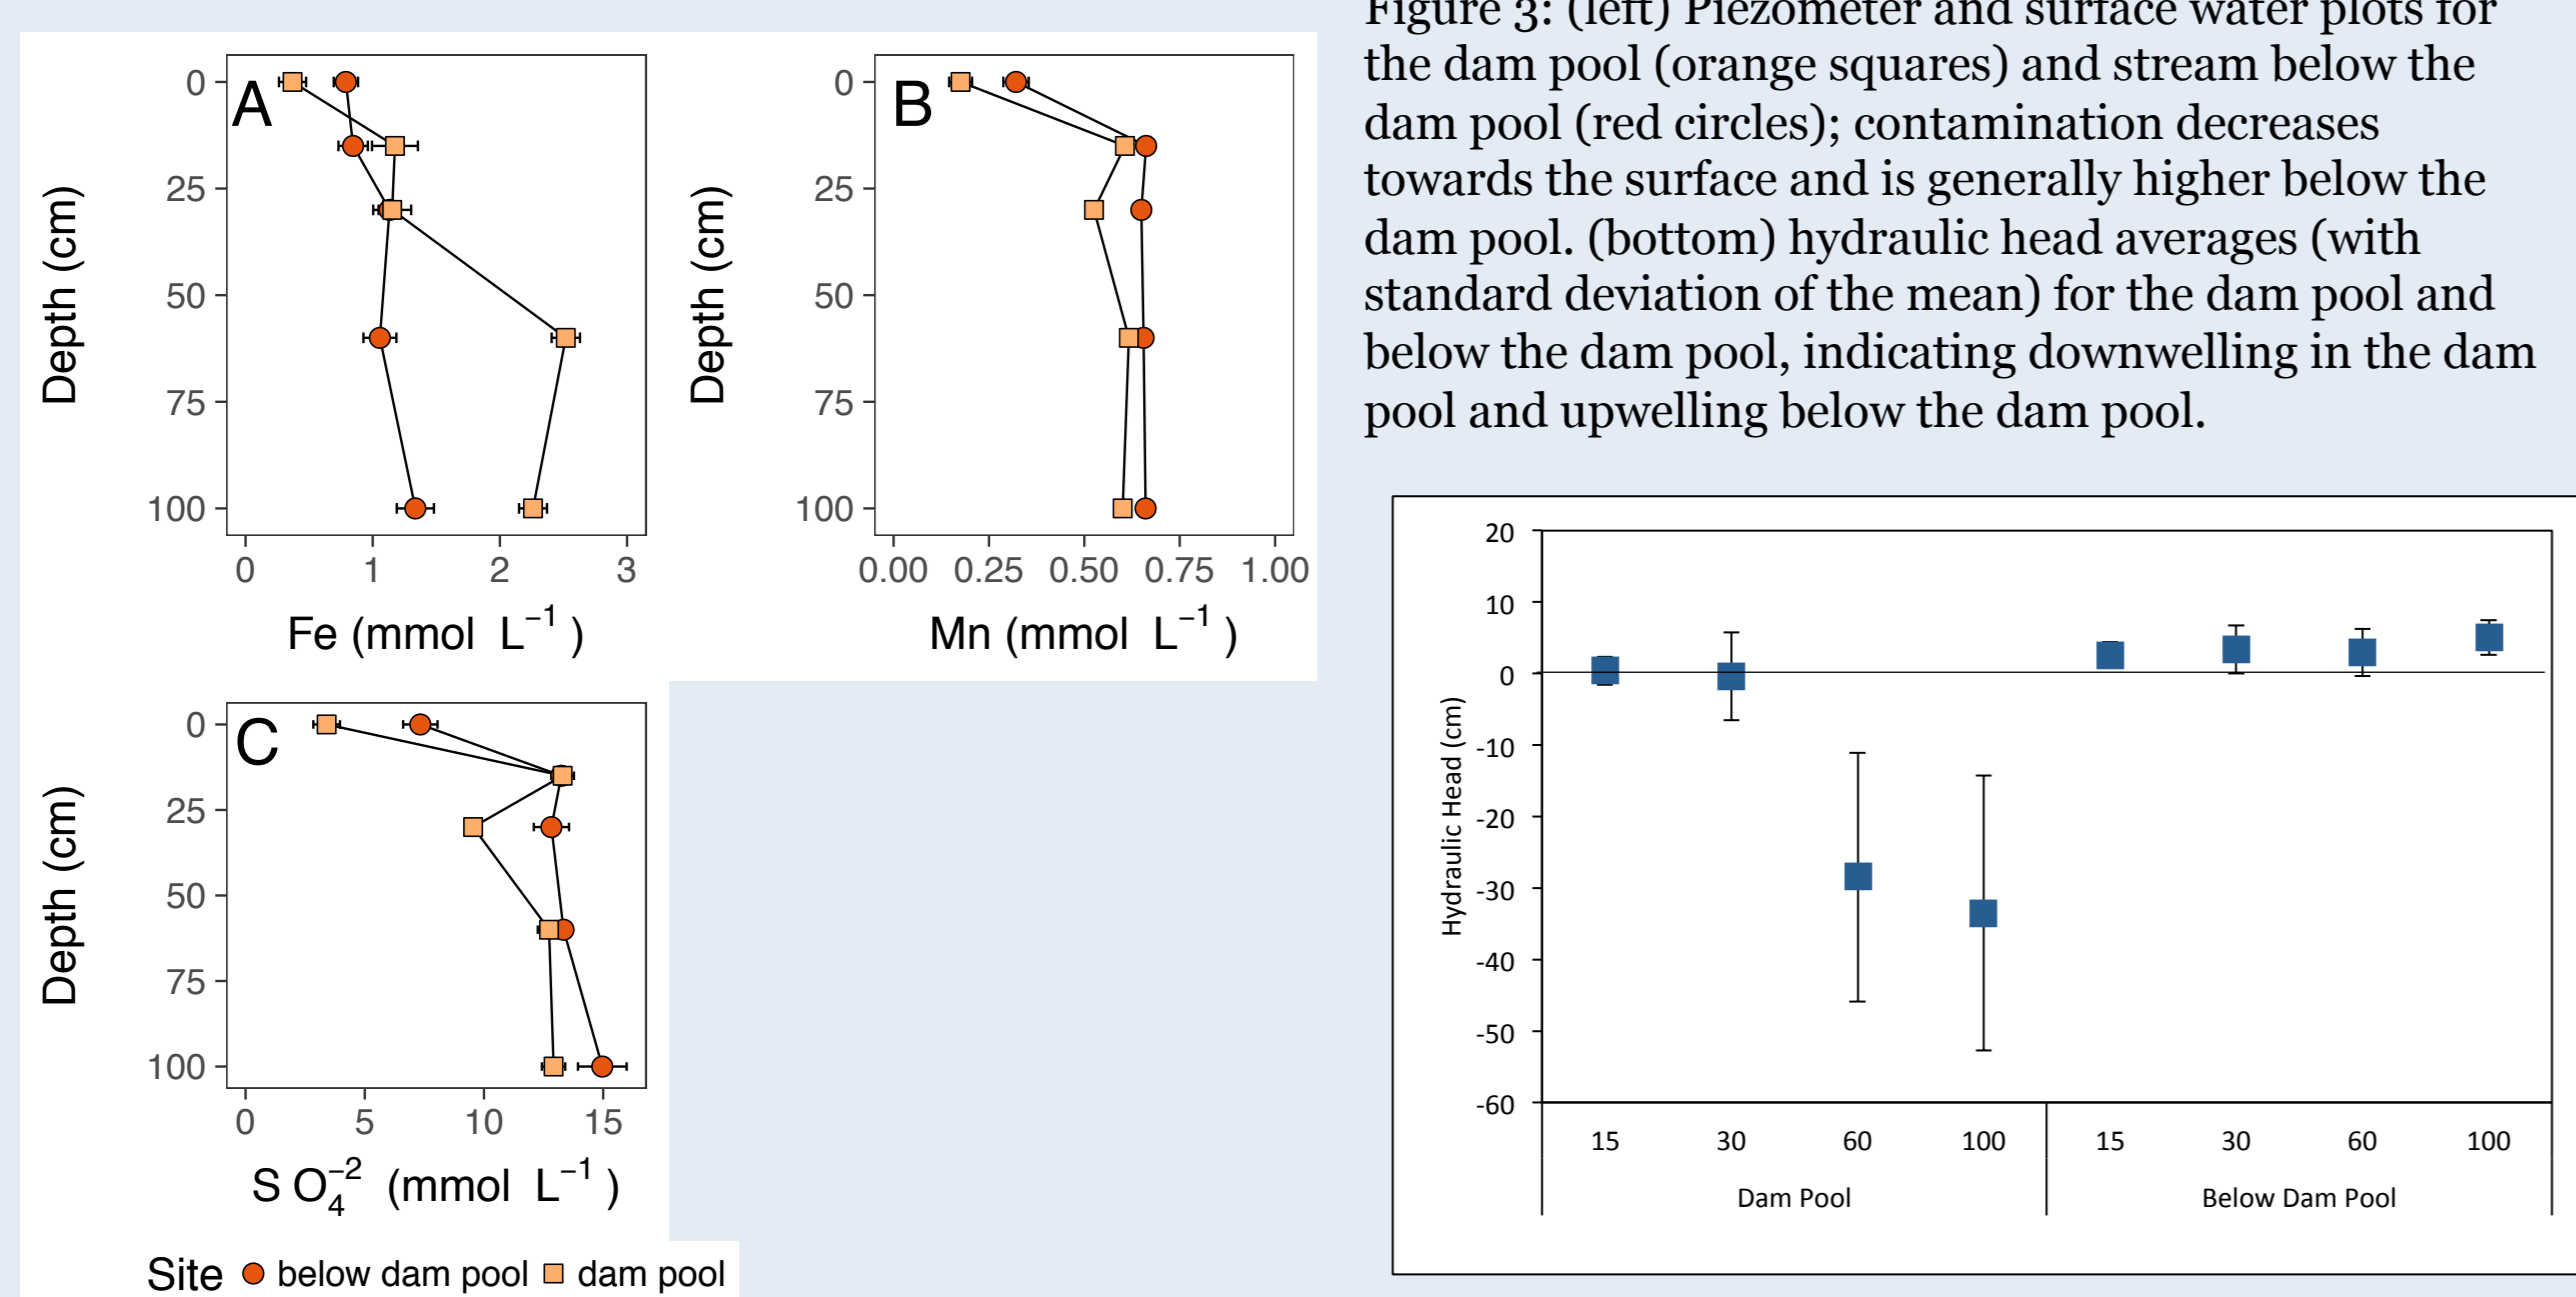 Figure 3: (left) Piezometer and surface water plots for
the dam pool (orange squares) and stream below the
dam pool (red circles); contamination decreases
towards the surface and is generally higher below the
dam pool. (bottom) hydraulic head averages (with
standard deviation of the mean) for the dam pool and
below the dam pool, indicating downwelling in the dam
pool and upwelling below the dam pool.
A
Depth (cm)
0
25
50
75
100
0 1 2 3
Fe (mmol L⁻¹ )
B
Depth (cm)
0
25
50
75
100
0.00 0.25 0.50 0.75 1.00
Mn (mmol L⁻¹ )
C
Depth (cm)
0
25
50
75
100
0 5 10 15
S O₄⁻² (mmol L⁻¹ )
Site below dam pool dam pool
Hydraulic Head (cm)
20
10
0
-10
-20
-30
-40
-50
-60
15 30 60 100 15 30 60 100
Dam Pool Below Dam Pool